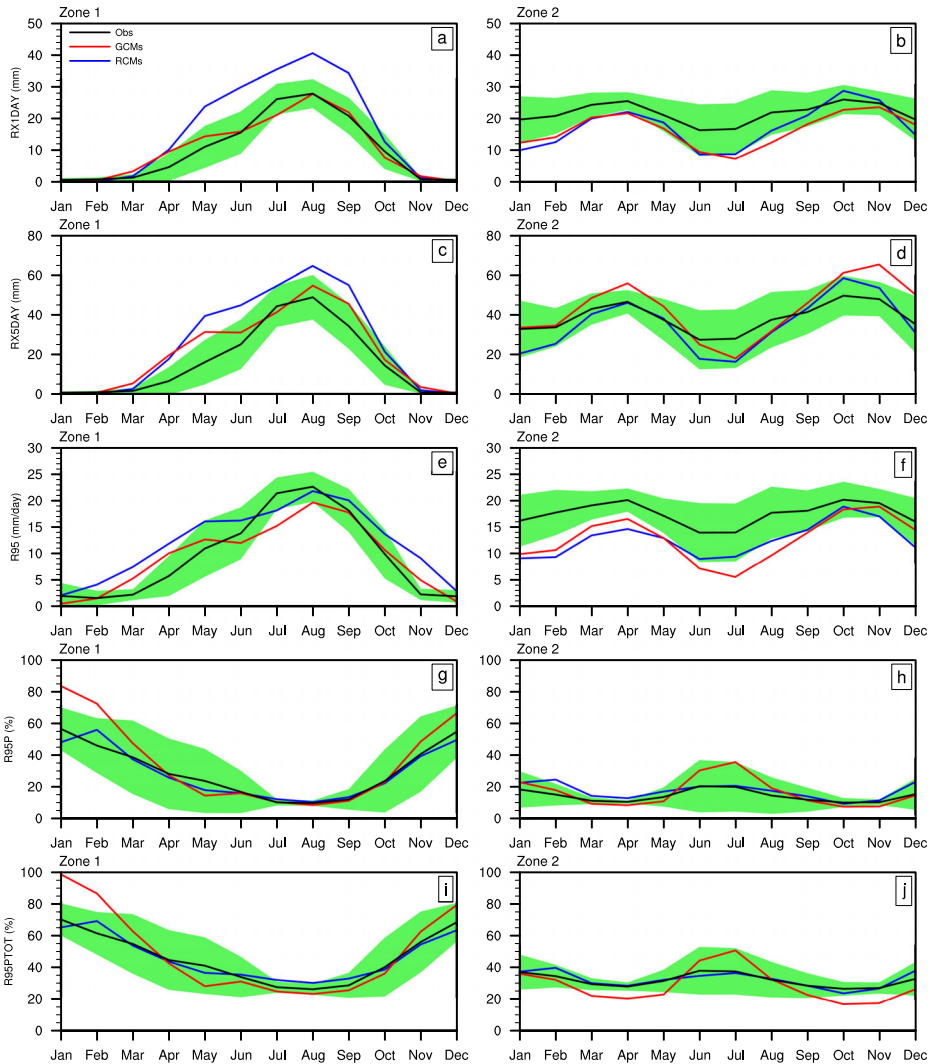 Zone 1
50
40
30
20
10
0
RX1DAY (mm)
Obs
GCMs
RCMs
a
Jan Feb Mar Apr May Jun Jul Aug Sep Oct Nov Dec
Zone 2
50
40
30
20
10
0
b
Jan Feb Mar Apr May Jun Jul Aug Sep Oct Nov Dec
Zone 1
80
60
40
20
0
RX5DAY (mm)
c
Jan Feb Mar Apr May Jun Jul Aug Sep Oct Nov Dec
Zone 2
80
60
40
20
0
d
Jan Feb Mar Apr May Jun Jul Aug Sep Oct Nov Dec
Zone 1
30
25
20
15
10
5
0
R95 (mm/day)
e
Jan Feb Mar Apr May Jun Jul Aug Sep Oct Nov Dec
Zone 2
30
25
20
15
10
5
0
f
Jan Feb Mar Apr May Jun Jul Aug Sep Oct Nov Dec
Zone 1
100
80
60
40
20
0
R95P (%)
g
Jan Feb Mar Apr May Jun Jul Aug Sep Oct Nov Dec
Zone 2
100
80
60
40
20
0
h
Jan Feb Mar Apr May Jun Jul Aug Sep Oct Nov Dec
Zone 1
100
80
60
40
20
0
R95PTOT (%)
i
Jan Feb Mar Apr May Jun Jul Aug Sep Oct Nov Dec
Zone 2
100
80
60
40
20
0
j
Jan Feb Mar Apr May Jun Jul Aug Sep Oct Nov Dec